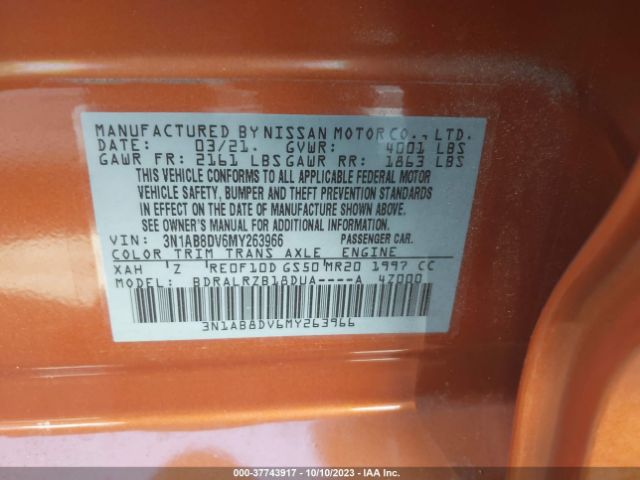 MANUFACTURED BY NISSAN MOTOR CO., LTD.
DATE: 03/21. GVWR: 4001 LBS
GAWR FR: 2161 LBS GAWR RR: 1863 LBS
THIS VEHICLE CONFORMS TO ALL APPLICABLE FEDERAL MOTOR
VEHICLE SAFETY, BUMPER AND THEFT PREVENTION STANDARDS
IN EFFECT ON THE DATE OF MANUFACTURE SHOWN ABOVE.
SEE OWNER'S MANUAL FOR ADDITIONAL INFORMATION.
VIN: 3N1AB8DV6MY263966 PASSENGER CAR.
COLOR TRIM TRANS AXLE ENGINE
XAH Z RE0F10D GS50 MR20 1997 CC
MODEL: BDRALRZB18DUA----A 4Z000
3N1AB8DV6MY263966
000-37743917 - 10/10/2023 - IAA Inc.